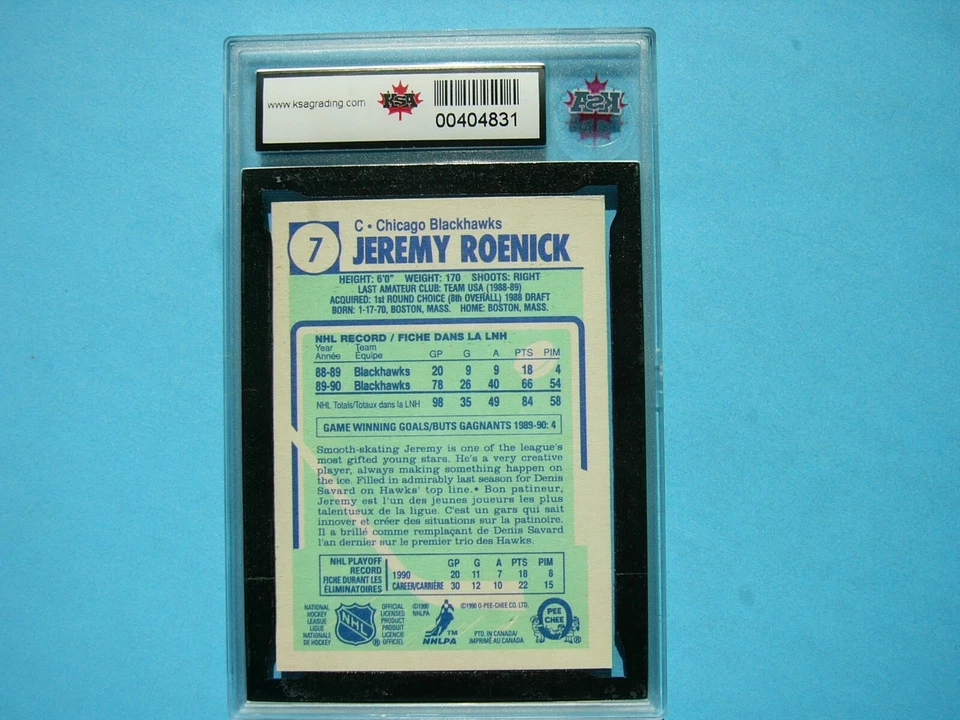 www.ksagrading.com
KSA
00404831
KSA
7
C • Chicago Blackhawks
JEREMY ROENICK
HEIGHT: 6'0" WEIGHT: 170 SHOOTS: RIGHT
LAST AMATEUR CLUB: TEAM USA (1988-89)
ACQUIRED: 1st ROUND CHOICE (8th OVERALL) 1988 DRAFT
BORN: 1-17-70, BOSTON, MASS. HOME: BOSTON, MASS.
NHL RECORD / FICHE DANS LA LNH
Year Team
Année Equipe GP G A PTS PIM
88-89 Blackhawks 20 9 9 18 4
89-90 Blackhawks 78 26 40 66 54
NHL Totals/Totaux dans la LNH 98 35 49 84 58
GAME WINNING GOALS/BUTS GAGNANTS 1989-90: 4
Smooth-skating Jeremy is one of the league's
most gifted young stars. He's a very creative
player, always making something happen on
the ice. Filled in admirably last season for Denis
Savard on Hawks' top line. • Bon patineur,
Jeremy est l'un des jeunes joueurs les plus
talentueux de la ligue. C'est un gars qui sait
innover et créer des situations sur la patinoire.
Il a brillé comme remplaçant de Denis Savard
l'an dernier sur le premier trio des Hawks.
NHL PLAYOFF
RECORD
FICHE DURANT LES
ÉLIMINATOIRES
GP G A PTS PIM
1990 20 11 7 18 8
CAREER/CARRIÈRE 30 12 10 22 15
NATIONAL
HOCKEY
LEAGUE
LIGUE
NATIONALE
DE HOCKEY
NHL
OFFICIAL
LICENSED
PRODUCT
PRODUIT
LICENCIE
OFFICIEL
©1990
NHLPA
TM
NHLPA
©1990 O-PEE-CHEE CO. LTD.
PTD. IN CANADA/
IMPRIMÉ AU CANADA
O
PEE
CHEE